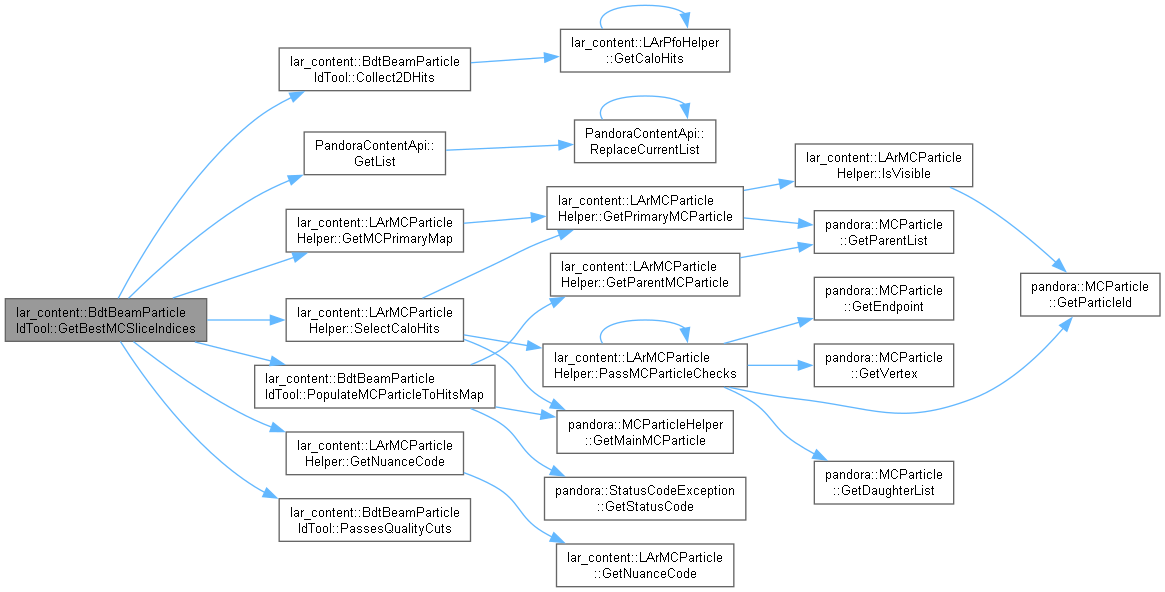 lar_content::BdtBeamParticle
IdTool::GetBestMCSliceIndices
lar_content::BdtBeamParticle
IdTool::Collect2DHits
PandoraContentApi::
GetList
lar_content::LArMCParticle
Helper::GetMCPrimaryMap
lar_content::LArMCParticle
Helper::SelectCaloHits
lar_content::BdtBeamParticle
IdTool::PopulateMCParticleToHitsMap
lar_content::LArMCParticle
Helper::GetNuanceCode
lar_content::BdtBeamParticle
IdTool::PassesQualityCuts
lar_content::LArPfoHelper
::GetCaloHits
PandoraContentApi::
ReplaceCurrentList
lar_content::LArMCParticle
Helper::GetPrimaryMCParticle
lar_content::LArMCParticle
Helper::GetParentMCParticle
lar_content::LArMCParticle
Helper::PassMCParticleChecks
pandora::MCParticleHelper
::GetMainMCParticle
pandora::StatusCodeException
::GetStatusCode
lar_content::LArMCParticle
::GetNuanceCode
lar_content::LArMCParticle
Helper::IsVisible
pandora::MCParticle
::GetParentList
pandora::MCParticle
::GetEndpoint
pandora::MCParticle
::GetVertex
pandora::MCParticle
::GetDaughterList
pandora::MCParticle
::GetParticleId